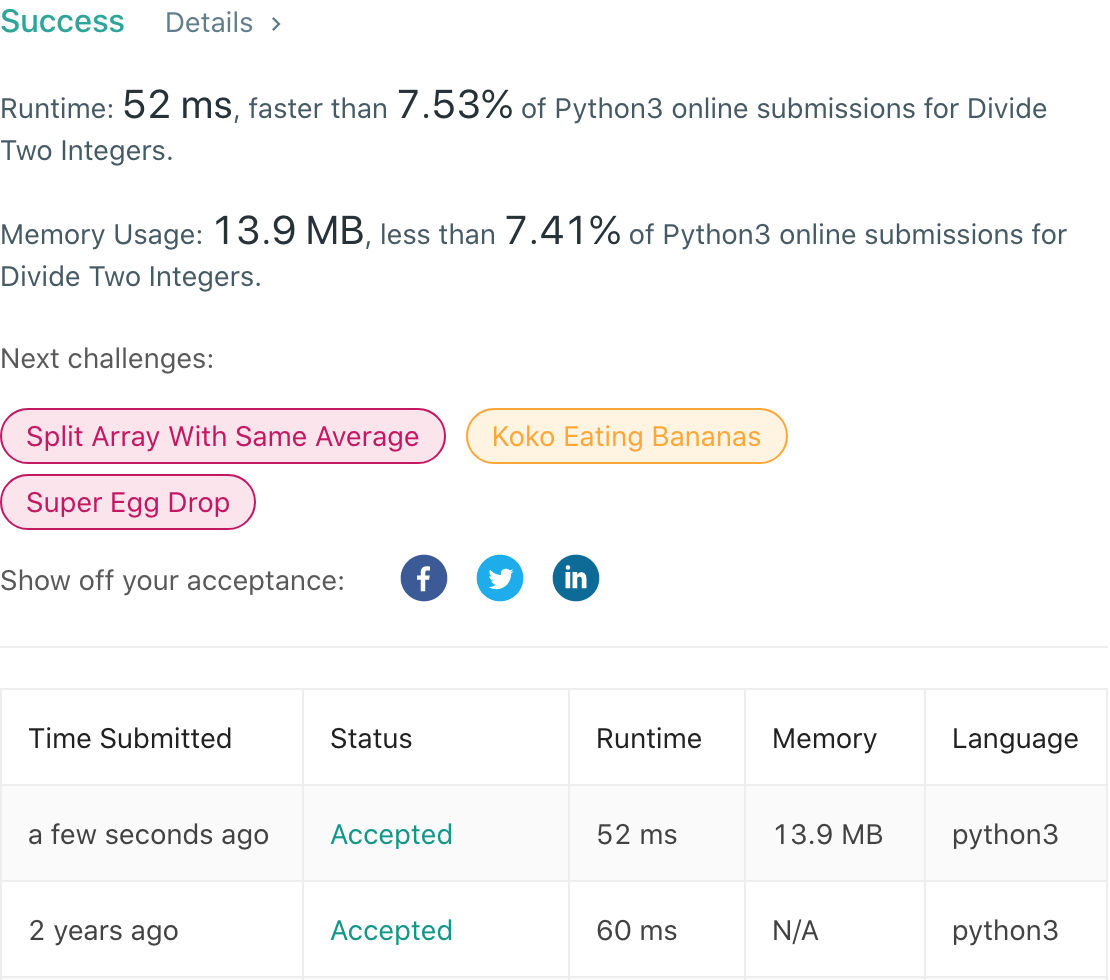 Success Details >
Runtime: 52 ms, faster than 7.53% of Python3 online submissions for Divide
Two Integers.
Memory Usage: 13.9 MB, less than 7.41% of Python3 online submissions for
Divide Two Integers.
Next challenges:
Split Array With Same Average Koko Eating Bananas
Super Egg Drop
Show off your acceptance: f in
Time Submitted Status Runtime Memory Language
a few seconds ago Accepted 52 ms 13.9 MB python3
2 years ago Accepted 60 ms N/A python3